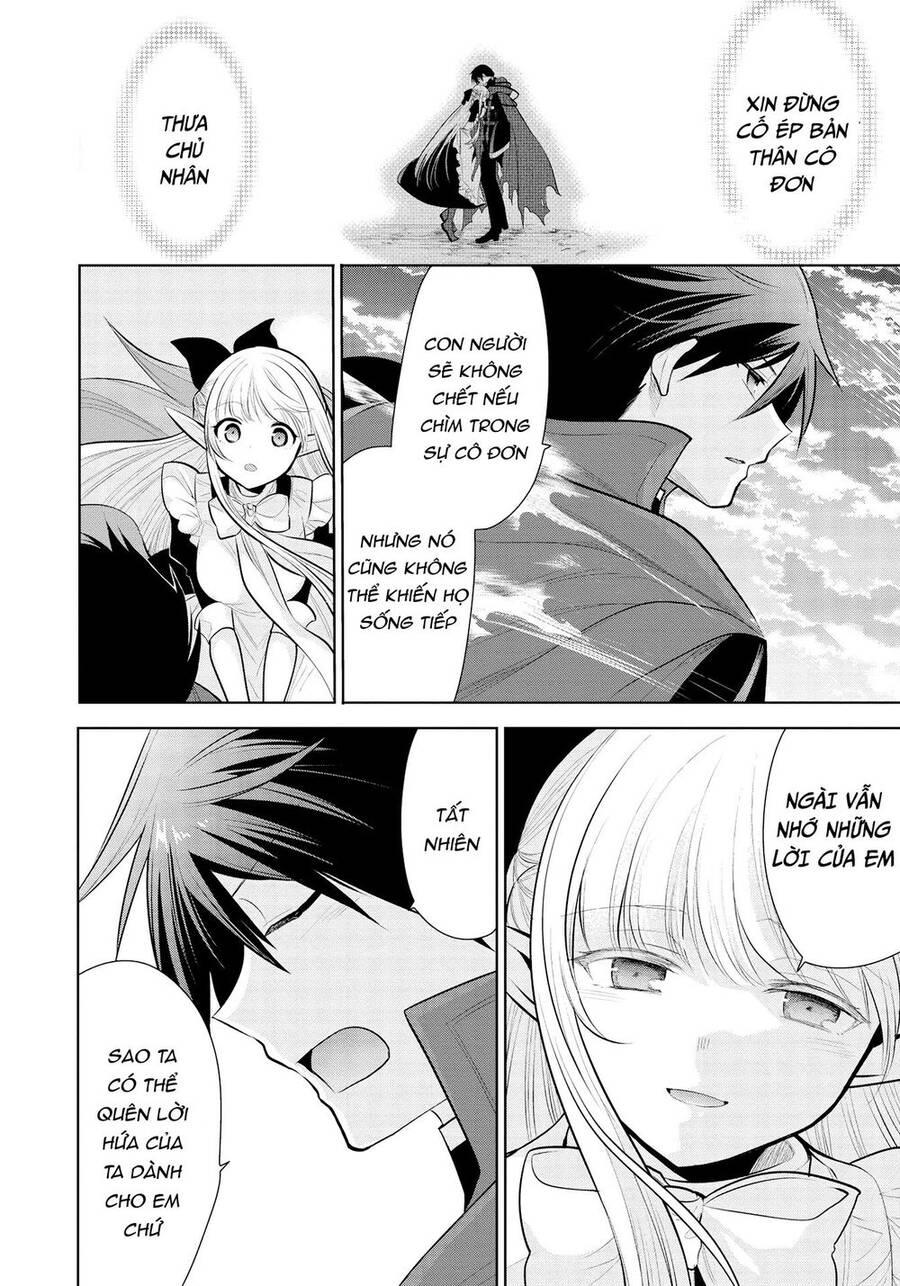 XIN ĐỪNG
CỐ ÉP BẢN
THÂN CÔ
ĐƠN
THƯA
CHỦ
NHÂN
CON NGƯỜI
SẼ KHÔNG
CHẾT NẾU
CHÌM TRONG
SỰ CÔ ĐƠN
NHƯNG NÓ
CŨNG KHÔNG
THỂ KHIẾN HỌ
SỐNG TIẾP
NGÀI VẪN
NHỚ NHỮNG
LỜI CỦA EM
TẤT
NHIÊN
SAO TA
CÓ THỂ
QUÊN LỜI
HỨA CỦA
TA DÀNH
CHO EM
CHỨ